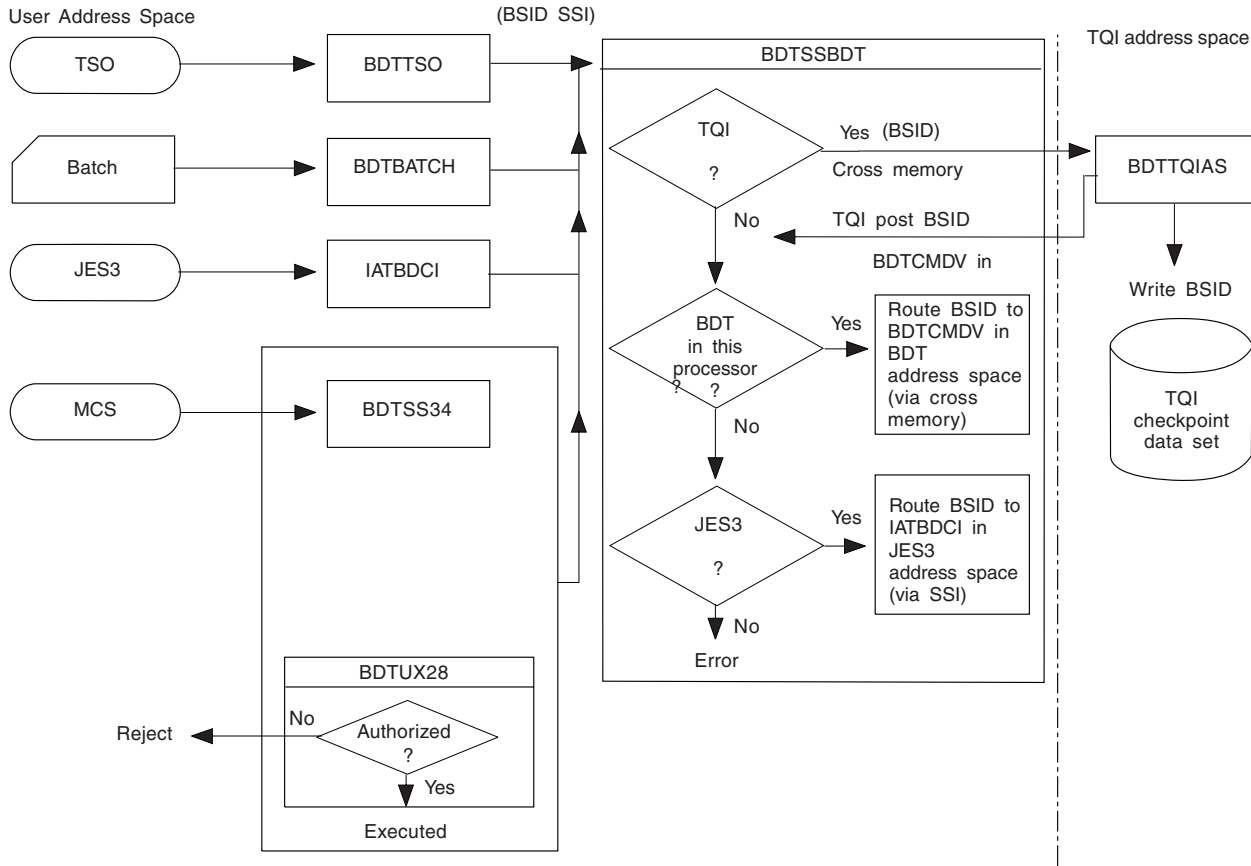 User Address Space
(BSID SSI)
TQI address space
TSO
BDTTSO
BDTSSBDT
TQI
?
Yes (BSID)
Cross memory
BDTTQIAS
Batch
BDTBATCH
No
TQI post BSID
BDTCMDV in
Write BSID
JES3
IATBDCI
BDT
in this
processor
? ?
Yes
Route BSID to
BDTCMDV in
BDT
address space
(via cross
memory)
TQI
checkpoint
data set
MCS
BDTSS34
No
JES3
?
Yes
Route BSID to
IATBDCI in
JES3
address space
(via SSI)
No
Error
BDTUX28
Authorized
?
No
Reject
Yes
Executed